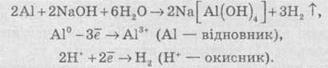 2Al+2NaOH+6H₂O→2Na[Al(OH)₄]+3H₂↑,
Al⁰−3e̅→Al³⁺ (Al — відновник),
2H⁺+2e̅→H₂ (H⁺ — окисник).